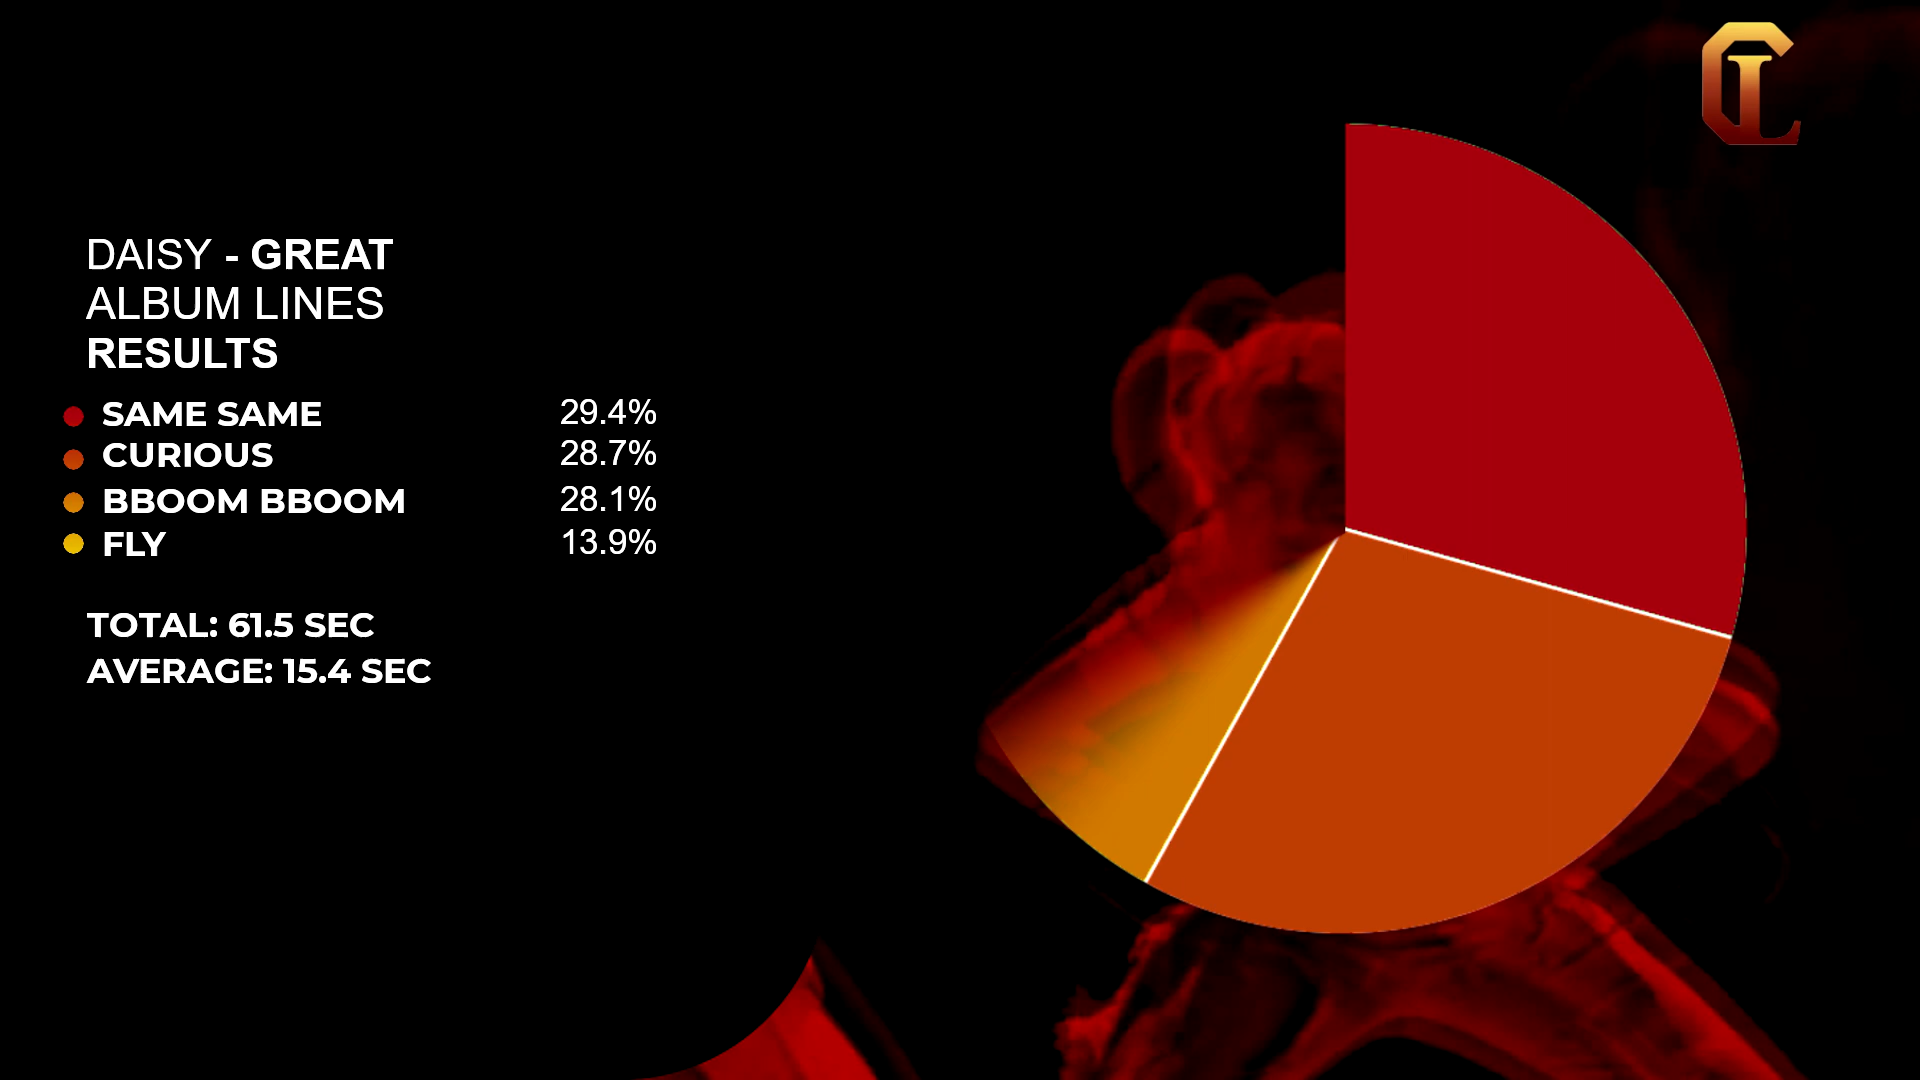 CL
DAISY - GREAT
ALBUM LINES
RESULTS
SAME SAME 29.4%
CURIOUS 28.7%
BBOOM BBOOM 28.1%
FLY 13.9%
TOTAL: 61.5 SEC
AVERAGE: 15.4 SEC